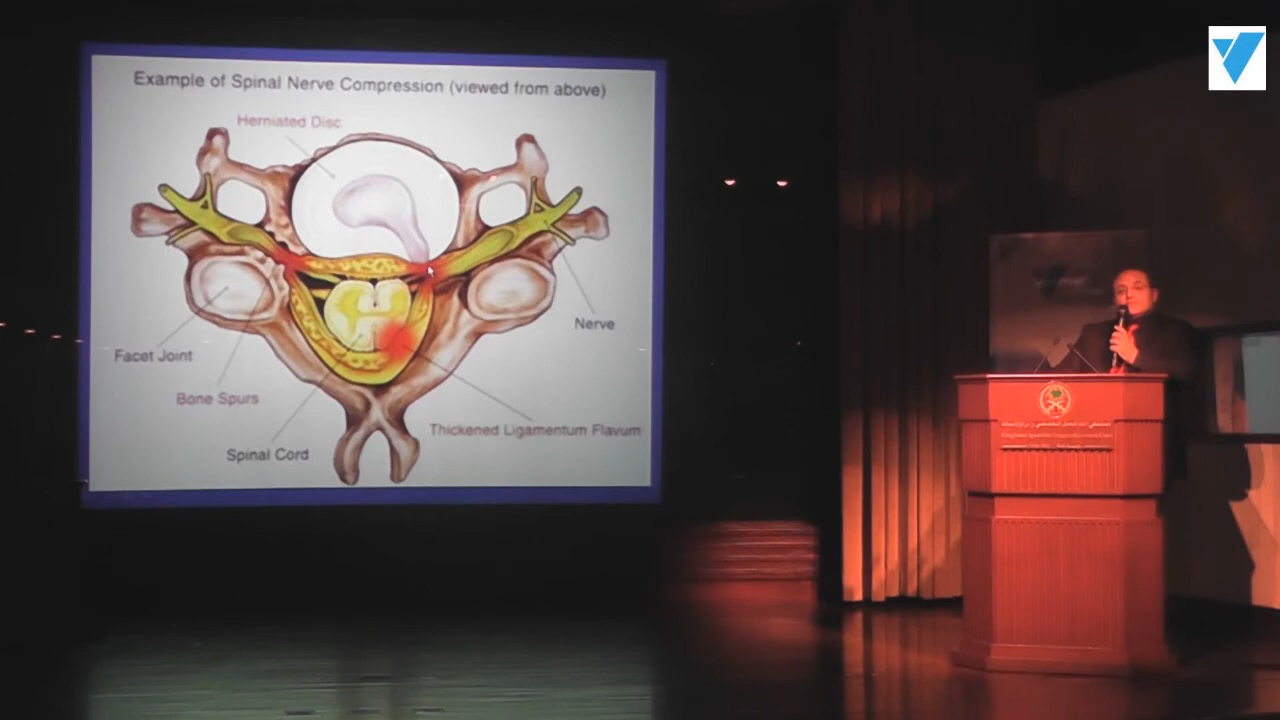 Example of Spinal Nerve Compression (viewed from above)
Herniated Disc
Nerve
Facet Joint
Bone Spurs
Thickened Ligamentum Flavum
Spinal Cord